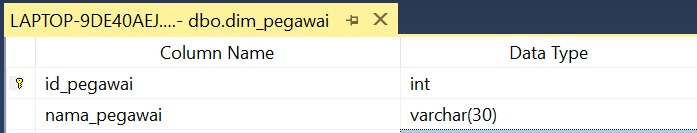 LAPTOP-9DE40AEJ....- dbo.dim_pegawai
Column Name Data Type
id_pegawai int
nama_pegawai varchar(30)